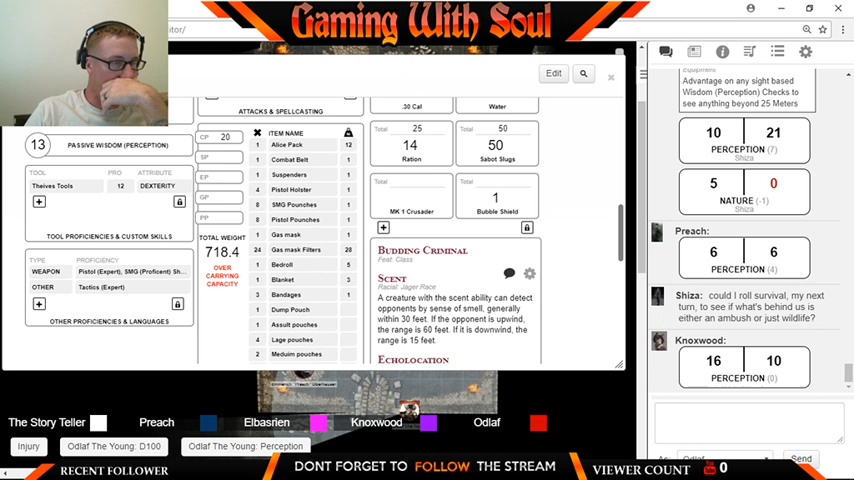 Gaming With Soul
itor/
Edit
ATTACKS & SPELLCASTING
.30 Cal
Water
13
PASSIVE WISDOM (PERCEPTION)
TOOL PRO ATTRIBUTE
Theives Tools 12 DEXTERITY
TOOL PROFICIENCIES & CUSTOM SKILLS
TYPE PROFICIENCY
WEAPON Pistol (Expert), SMG (Proficent) Sh...
OTHER Tactics (Expert)
OTHER PROFICIENCIES & LANGUAGES
CP 20
SP
EP
GP
PP
TOTAL WEIGHT
718.4
OVER
CARRYING
CAPACITY
ITEM NAME
1 Alice Pack 12
1 Combat Belt 1
1 Suspenders 1
4 Pistol Holster 1
8 SMG Pounches 1
8 Pistol Pounches 1
1 Gas mask 1
24 Gas mask Filters 28
1 Bedroll 5
1 Blanket 3
3 Bandages 1
1 Dump Pouch
1 Assult pouches
4 Lage pouches
2 Meduim pouches
Total 25
14
Ration
Total 50
50
Sabot Slugs
Total
MK 1 Crusader
1
Bubble Shield
BUDDING CRIMINAL
Feat: Class
SCENT
Racial: Jager Race
A creature with the scent ability can detect
opponents by sense of smell, generally
within 30 feet. If the opponent is upwind,
the range is 60 feet. If it is downwind, the
range is 15 feet.
ECHOLOCATION
Equipment
Advantage on any sight based
Wisdom (Perception) Checks to
see anything beyond 25 Meters
10 21
PERCEPTION (7)
Shiza
5 0
NATURE (-1)
Shiza
Preach:
6 6
PERCEPTION (4)
Shiza: could I roll survival, my next
turn, to see if what's behind us is
either an ambush or just wildlife?
Knoxwood:
16 10
PERCEPTION (0)
As: Odlaf
Send
The Story Teller
Preach
Elbasrien
Knoxwood
Odlaf
Injury
Odlaf The Young: D100
Odlaf The Young: Perception
RECENT FOLLOWER
DONT FORGET TO FOLLOW THE STREAM
VIEWER COUNT
0